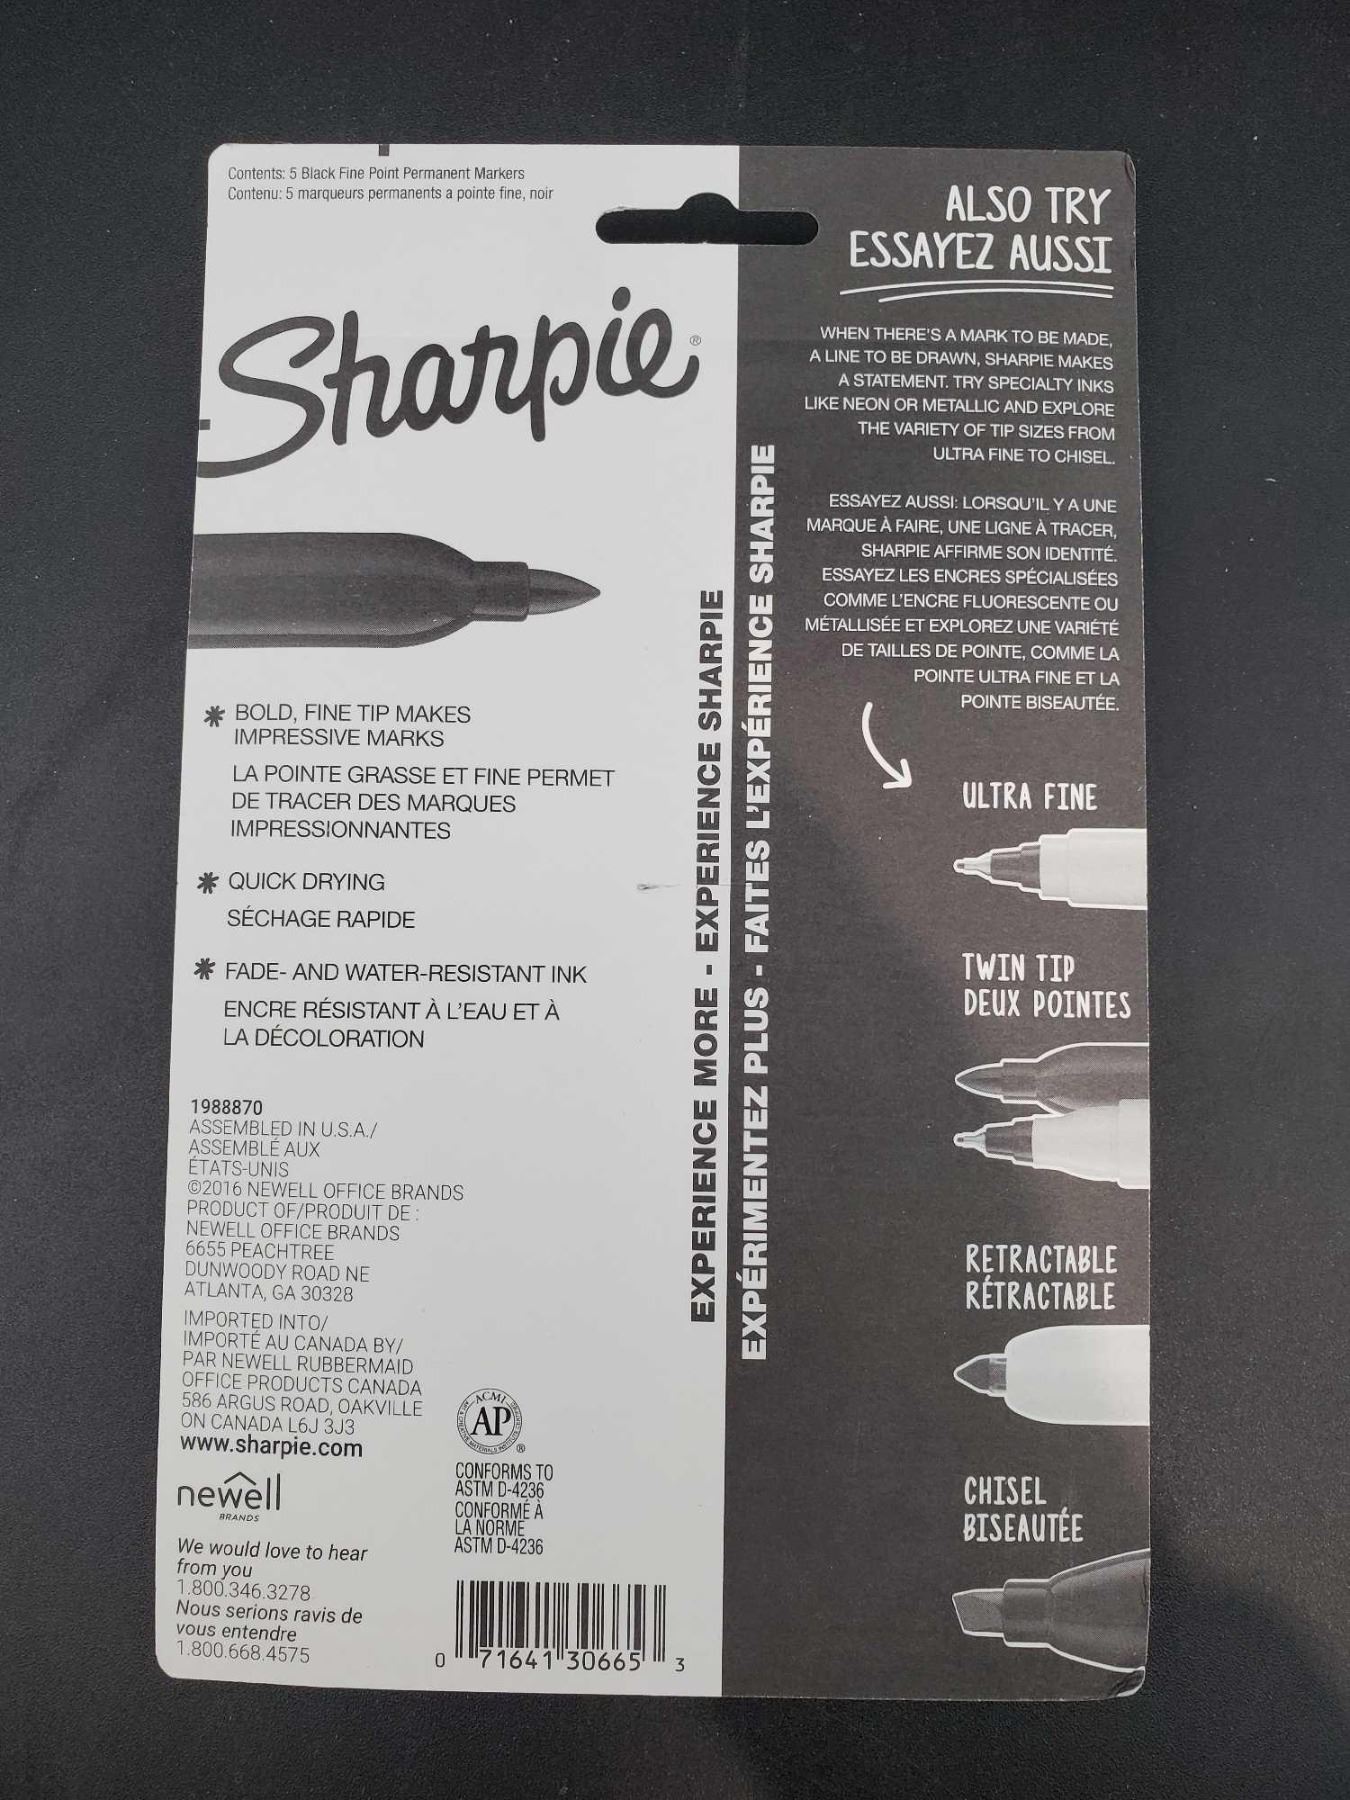 Contents: 5 Black Fine Point Permanent Markers
Contenu: 5 marqueurs permanents a pointe fine, noir
Sharpie®
* BOLD, FINE TIP MAKES
IMPRESSIVE MARKS
LA POINTE GRASSE ET FINE PERMET
DE TRACER DES MARQUES
IMPRESSIONNANTES
* QUICK DRYING
SÉCHAGE RAPIDE
* FADE- AND WATER-RESISTANT INK
ENCRE RÉSISTANT À L'EAU ET À
LA DÉCOLORATION
1988870
ASSEMBLED IN U.S.A./
ASSEMBLÉ AUX
ÉTATS-UNIS
©2016 NEWELL OFFICE BRANDS
PRODUCT OF/PRODUIT DE :
NEWELL OFFICE BRANDS
6655 PEACHTREE
DUNWOODY ROAD NE
ATLANTA, GA 30328
IMPORTED INTO/
IMPORTÉ AU CANADA BY/
PAR NEWELL RUBBERMAID
OFFICE PRODUCTS CANADA
586 ARGUS ROAD, OAKVILLE
ON CANADA L6J 3J3
www.sharpie.com
newell
BRANDS
We would love to hear
from you
1.800.346.3278
Nous serions ravis de
vous entendre
1.800.668.4575
ACMI
AP
®
CONFORMS TO
ASTM D-4236
CONFORMÉ À
LA NORME
ASTM D-4236
0 71641 30665 3
EXPERIENCE MORE - EXPERIENCE SHARPIE
EXPÉRIMENTEZ PLUS - FAITES L'EXPÉRIENCE SHARPIE
ALSO TRY
ESSAYEZ AUSSI
WHEN THERE'S A MARK TO BE MADE,
A LINE TO BE DRAWN, SHARPIE MAKES
A STATEMENT. TRY SPECIALTY INKS
LIKE NEON OR METALLIC AND EXPLORE
THE VARIETY OF TIP SIZES FROM
ULTRA FINE TO CHISEL.
ESSAYEZ AUSSI: LORSQU'IL Y A UNE
MARQUE À FAIRE, UNE LIGNE À TRACER,
SHARPIE AFFIRME SON IDENTITÉ.
ESSAYEZ LES ENCRES SPÉCIALISÉES
COMME L'ENCRE FLUORESCENTE OU
MÉTALLISÉE ET EXPLOREZ UNE VARIÉTÉ
DE TAILLES DE POINTE, COMME LA
POINTE ULTRA FINE ET LA
POINTE BISEAUTÉE.
ULTRA FINE
TWIN TIP
DEUX POINTES
RETRACTABLE
RÉTRACTABLE
CHISEL
BISEAUTÉE